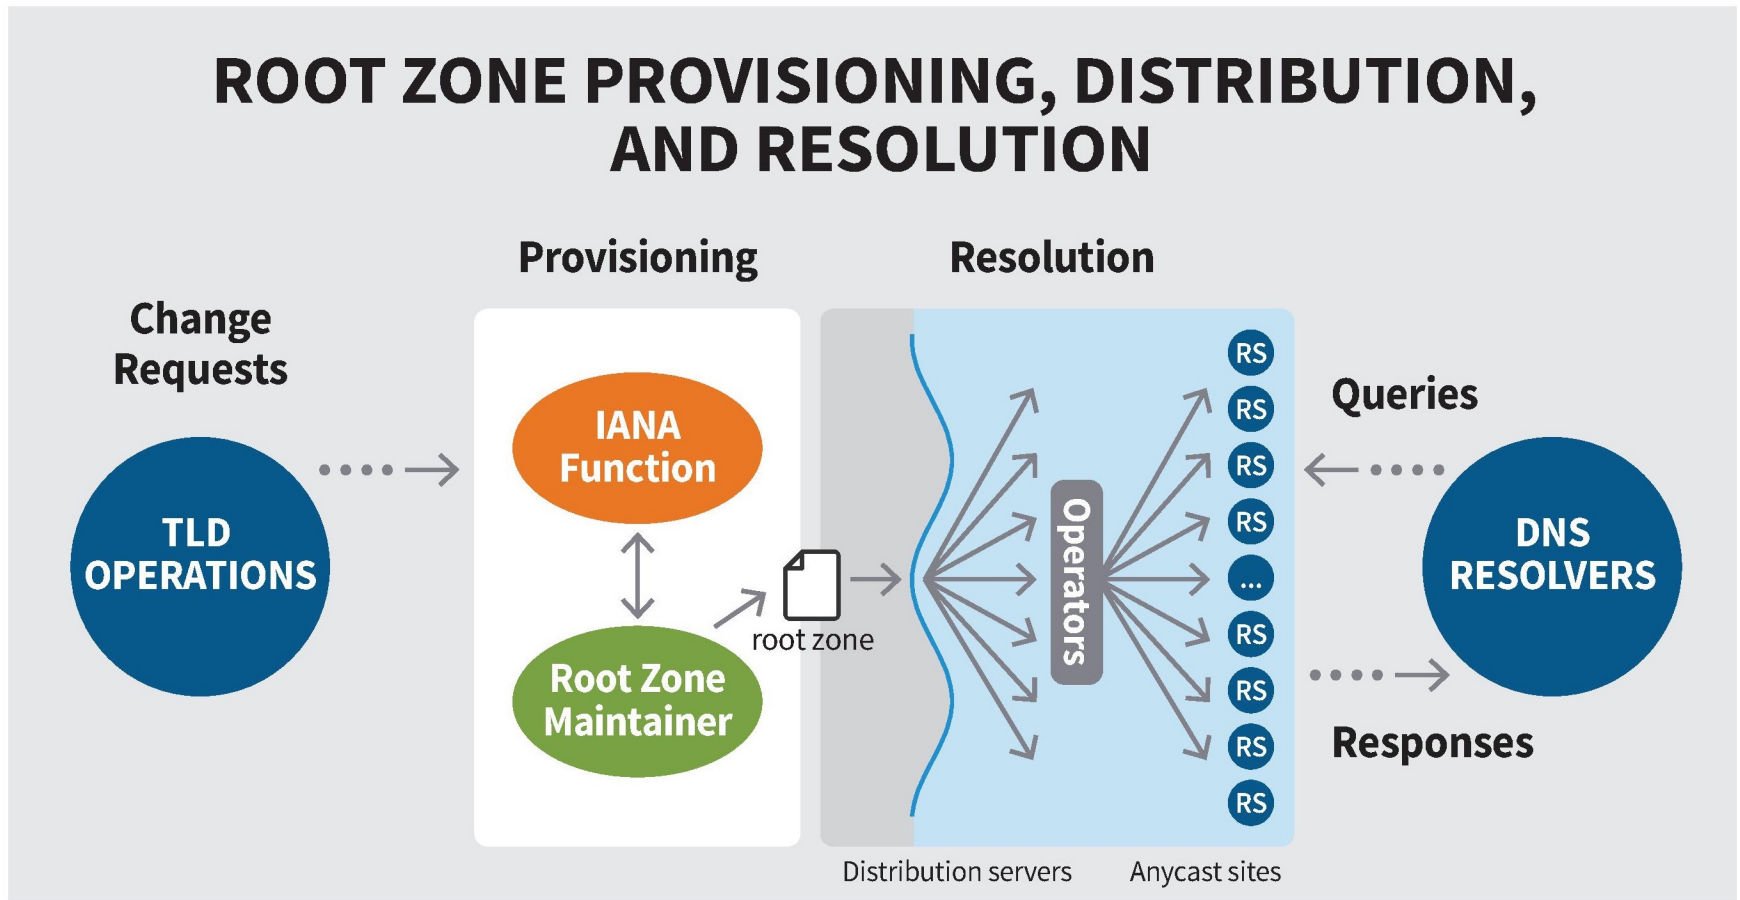 ROOT ZONE PROVISIONING, DISTRIBUTION,
AND RESOLUTION
Change
Requests
TLD
OPERATIONS
Provisioning
IANA
Function
Root Zone
Maintainer
root zone
Resolution
Operators
RS
RS
RS
RS
...
RS
RS
RS
RS
Distribution servers
Anycast sites
Queries
DNS
RESOLVERS
Responses